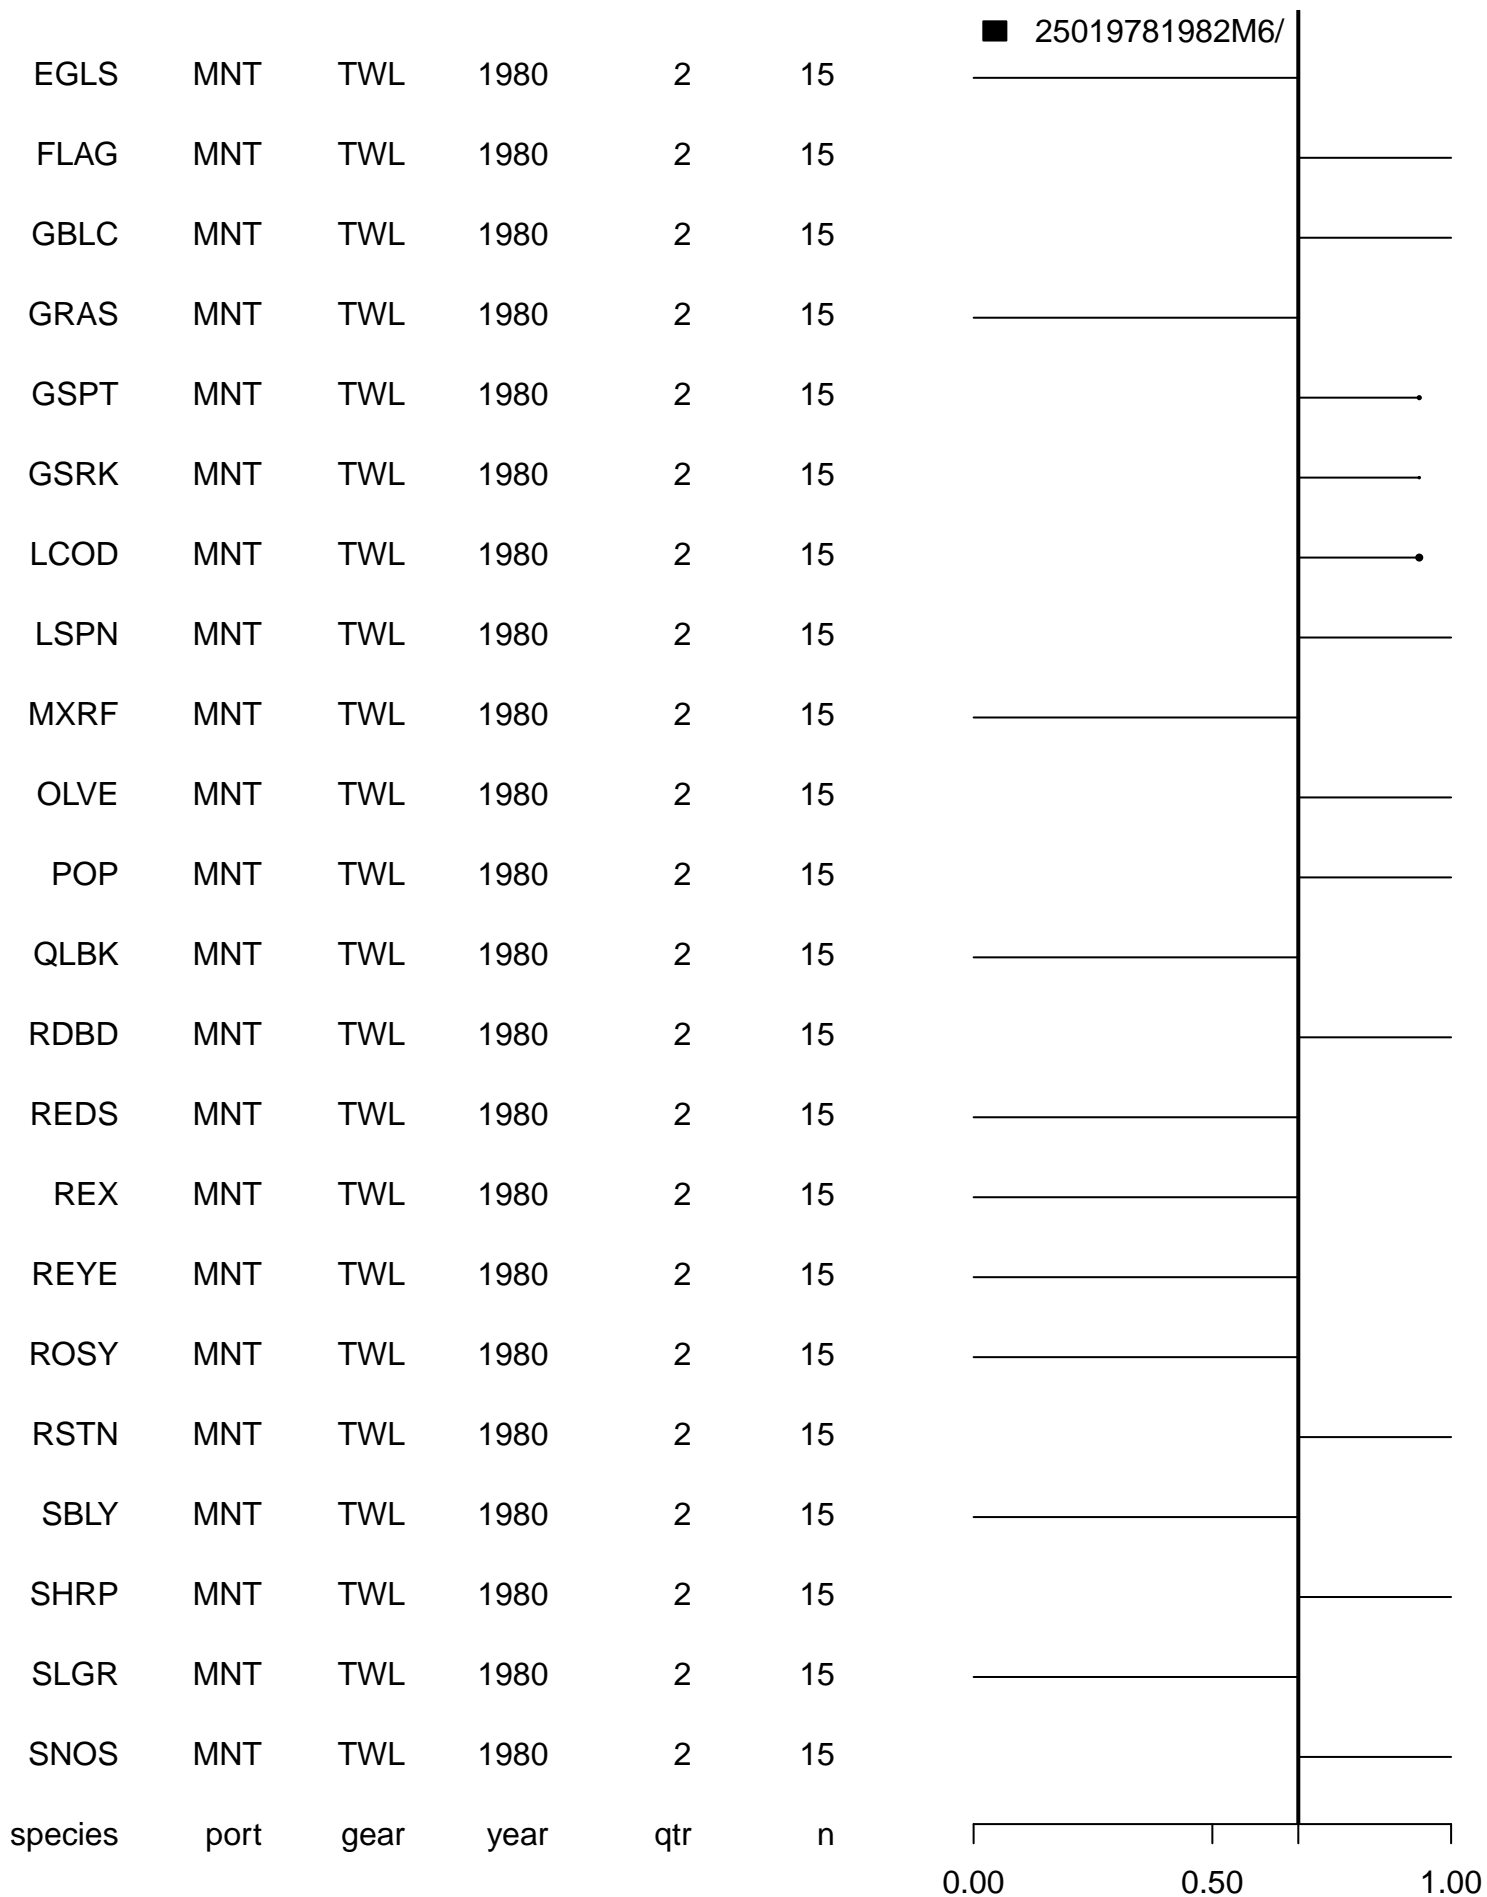 25019781982M6/
EGLS MNT TWL 1980 2 15
FLAG MNT TWL 1980 2 15
GBLC MNT TWL 1980 2 15
GRAS MNT TWL 1980 2 15
GSPT MNT TWL 1980 2 15
GSRK MNT TWL 1980 2 15
LCOD MNT TWL 1980 2 15
LSPN MNT TWL 1980 2 15
MXRF MNT TWL 1980 2 15
OLVE MNT TWL 1980 2 15
POP MNT TWL 1980 2 15
QLBK MNT TWL 1980 2 15
RDBD MNT TWL 1980 2 15
REDS MNT TWL 1980 2 15
REX MNT TWL 1980 2 15
REYE MNT TWL 1980 2 15
ROSY MNT TWL 1980 2 15
RSTN MNT TWL 1980 2 15
SBLY MNT TWL 1980 2 15
SHRP MNT TWL 1980 2 15
SLGR MNT TWL 1980 2 15
SNOS MNT TWL 1980 2 15
species port gear year qtr n
0.00 0.50 1.00